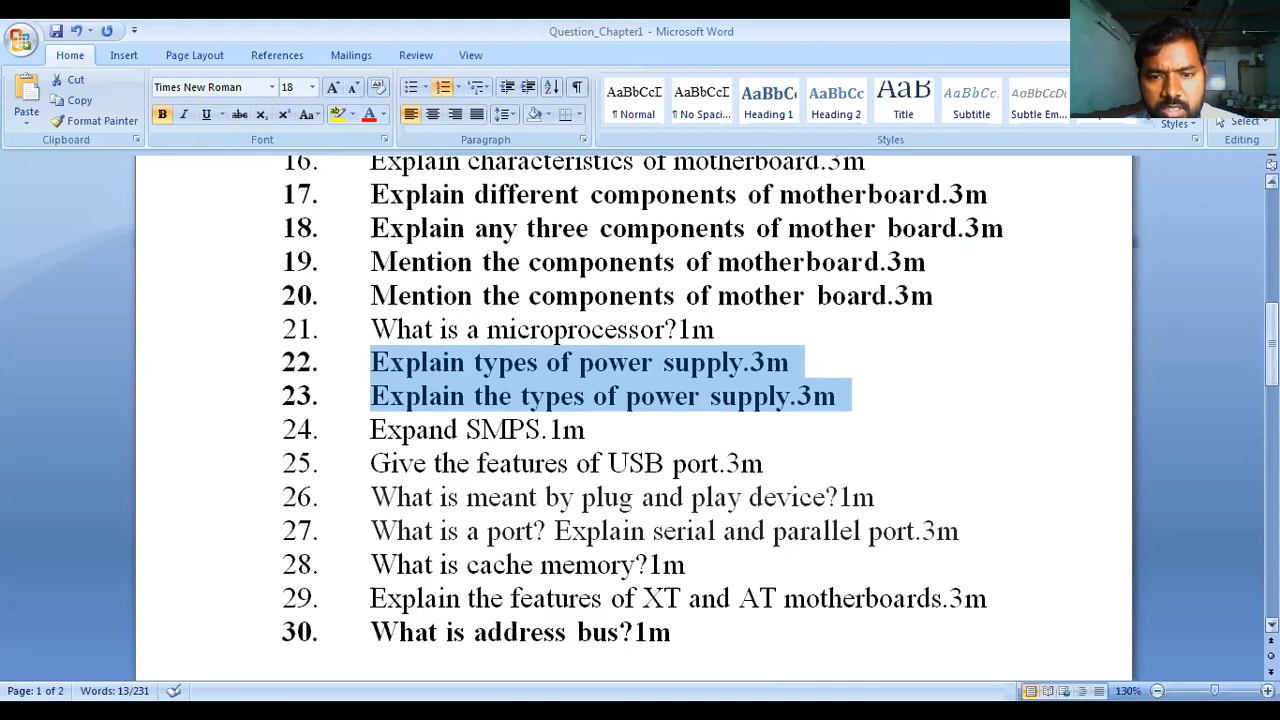 Question_Chapter1 - Microsoft Word
Home Insert Page Layout References Mailings Review View
Paste
Cut
Copy
Format Painter
Clipboard
Times New Roman 18
B I U abc x₂ x² Aa
Font
Paragraph
AaBbCcI AaBbCcI AaBbC AaBbCc AaB AaBbCc. AaBbCc.
¶ Normal ¶ No Spaci... Heading 1 Heading 2 Title Subtitle Subtle Em...
Styles
Styles
Select
Editing
16. Explain characteristics of motherboard.3m
17. Explain different components of motherboard.3m
18. Explain any three components of mother board.3m
19. Mention the components of motherboard.3m
20. Mention the components of mother board.3m
21. What is a microprocessor?1m
22. Explain types of power supply.3m
23. Explain the types of power supply.3m
24. Expand SMPS.1m
25. Give the features of USB port.3m
26. What is meant by plug and play device?1m
27. What is a port? Explain serial and parallel port.3m
28. What is cache memory?1m
29. Explain the features of XT and AT motherboards.3m
30. What is address bus?1m
Page: 1 of 2 Words: 13/231 130%